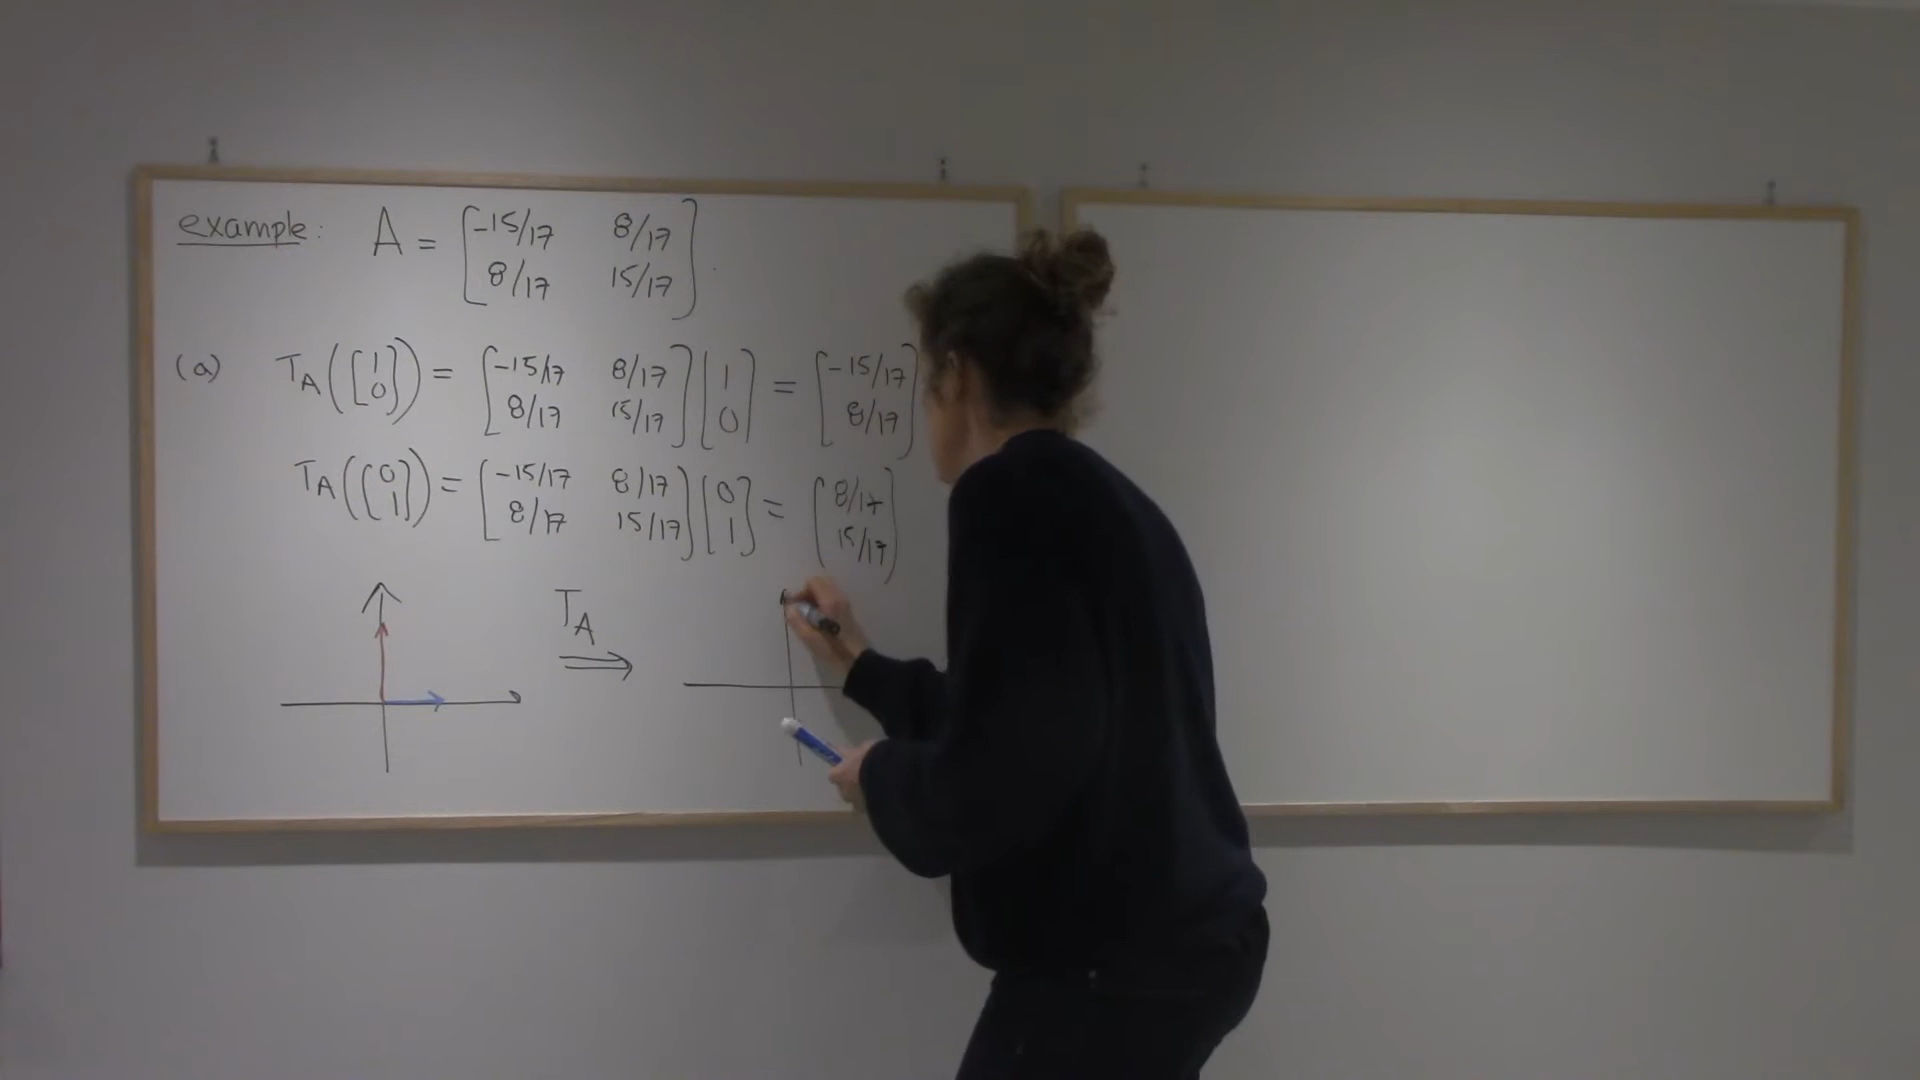 example: A = [-15/17 8/17
8/17 15/17]
(a) T_A([1 0]) = [-15/17 8/17
8/17 15/17] [1 0] = [-15/17 8/17]
T_A([0 1]) = [-15/17 8/17
8/17 15/17] [0 1] = [8/17 15/17]
T_A
⇒